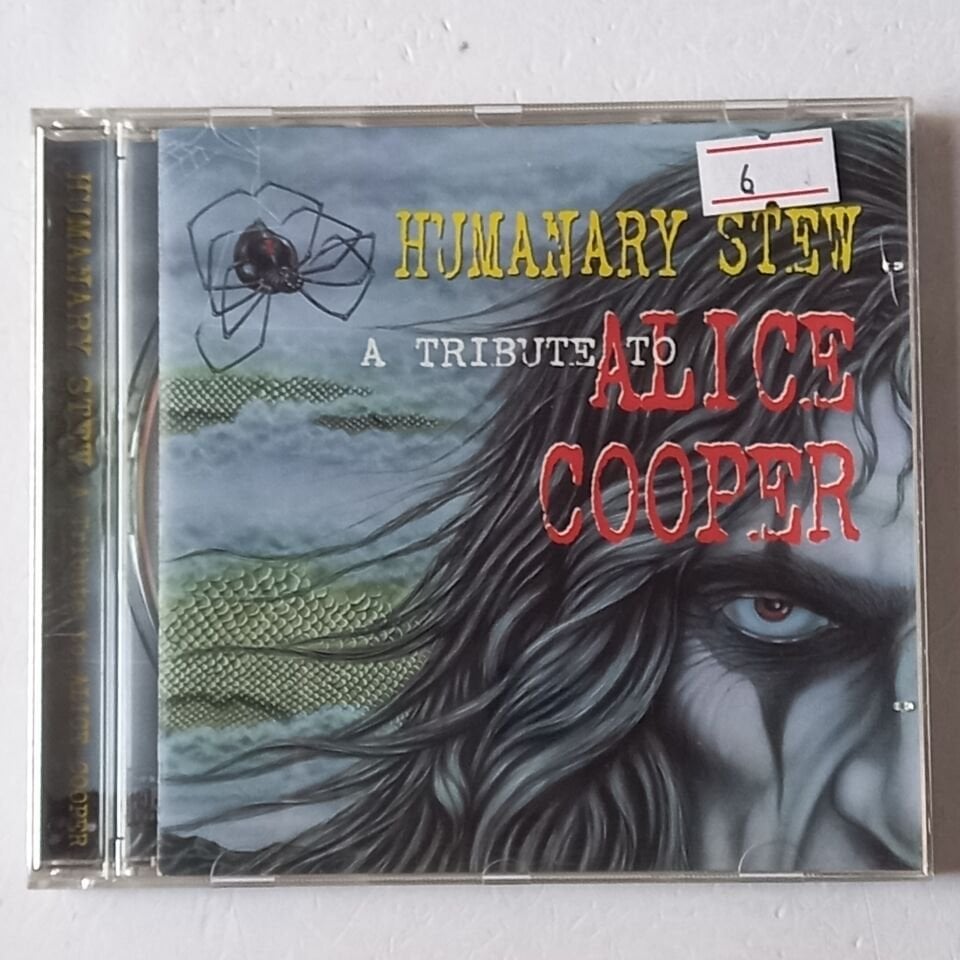 6
HUMANARY STEW
A TRIBUTE TO
ALICE
COOPER
HUMANARY STEW A TRIBUTE TO ALICE COOPER